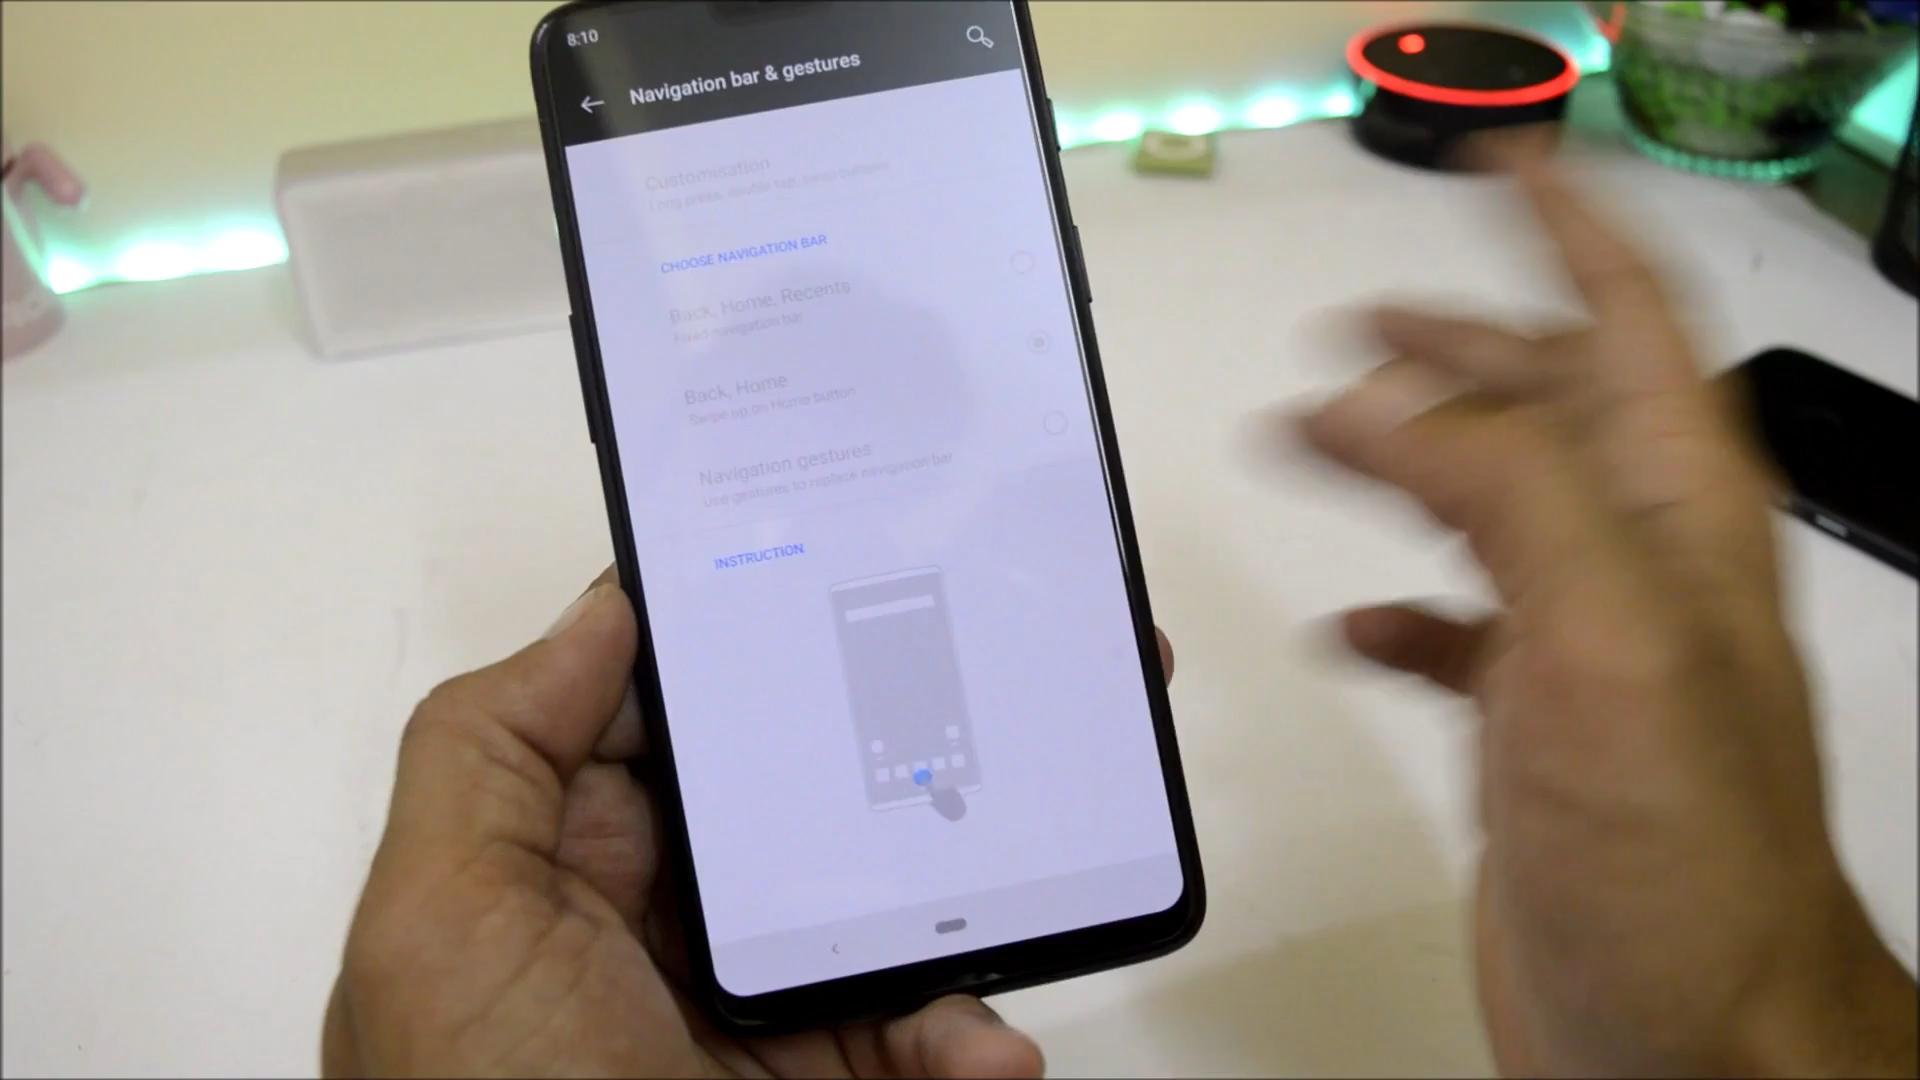 8:10
Navigation bar & gestures
Customisation
Long press, double tap, swap buttons
CHOOSE NAVIGATION BAR
Back, Home, Recents
Fixed navigation bar
Back, Home
Swipe up on Home button
Navigation gestures
Use gestures to replace navigation bar
INSTRUCTION